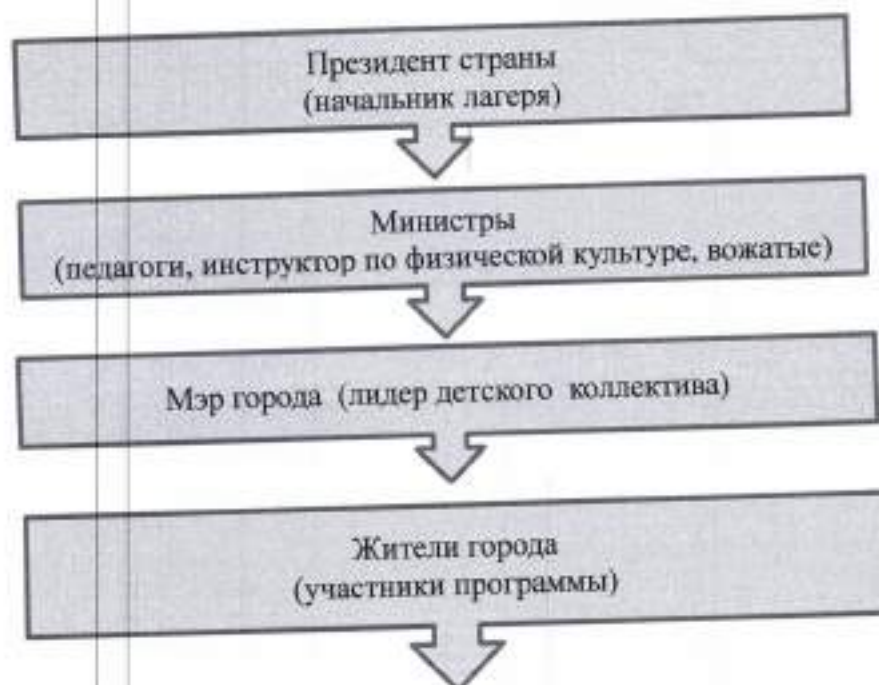 Президент страны
(начальник лагеря)
Министры
(педагоги, инструктор по физической культуре, вожатые)
Мэр города (лидер детского коллектива)
Жители города
(участники программы)